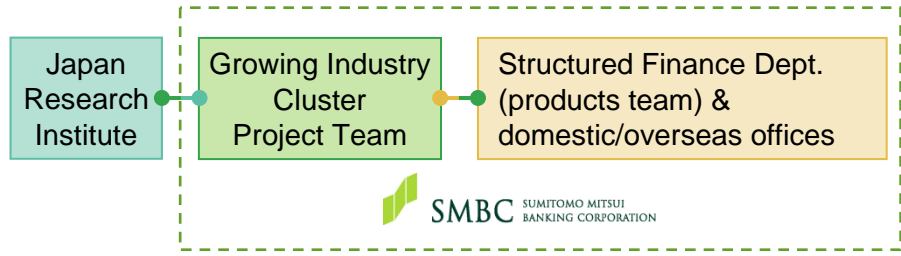 Japan
Research
Institute
Growing Industry
Cluster
Project Team
Structured Finance Dept.
(products team) &
domestic/overseas offices
SMBC SUMITOMO MITSUI
BANKING CORPORATION